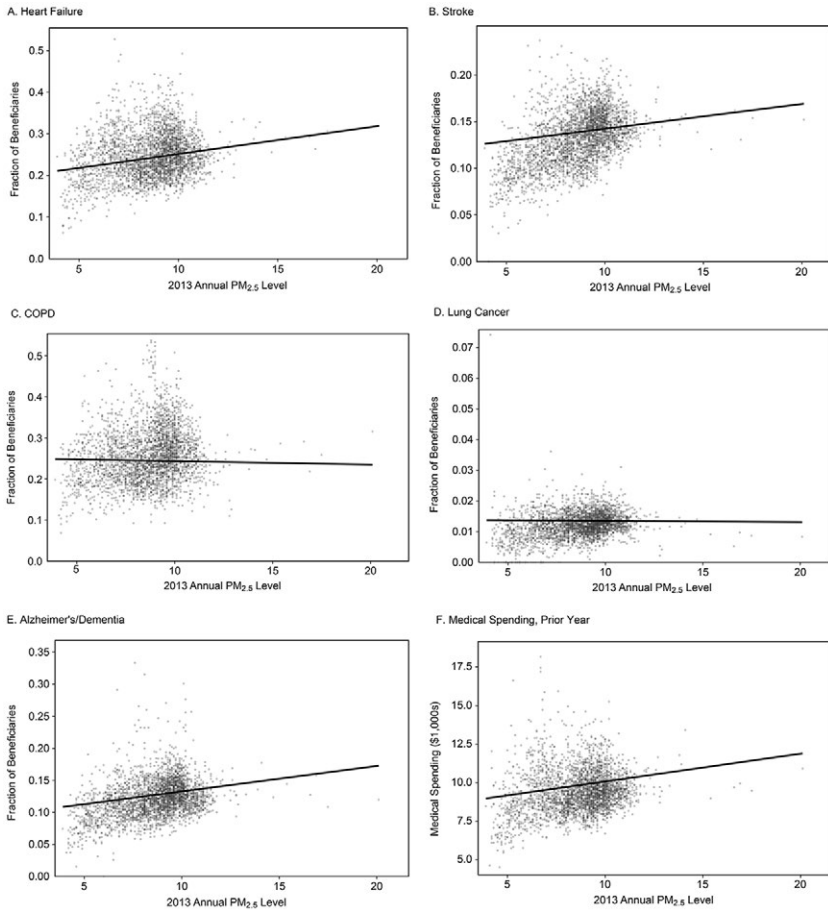 A. Heart Failure
Fraction of Beneficiaries
0.5
0.4
0.3
0.2
0.1
0.0
5 10 15 20
2013 Annual PM2.5 Level
B. Stroke
Fraction of Beneficiaries
0.20
0.15
0.10
0.05
0.00
5 10 15 20
2013 Annual PM2.5 Level
C. COPD
Fraction of Beneficiaries
0.5
0.4
0.3
0.2
0.1
0.0
5 10 15 20
2013 Annual PM2.5 Level
D. Lung Cancer
Fraction of Beneficiaries
0.07
0.06
0.05
0.04
0.03
0.02
0.01
0.00
5 10 15 20
2013 Annual PM2.5 Level
E. Alzheimer's/Dementia
Fraction of Beneficiaries
0.35
0.30
0.25
0.20
0.15
0.10
0.05
0.00
5 10 15 20
2013 Annual PM2.5 Level
F. Medical Spending, Prior Year
Medical Spending ($1,000s)
17.5
15.0
12.5
10.0
7.5
5.0
5 10 15 20
2013 Annual PM2.5 Level